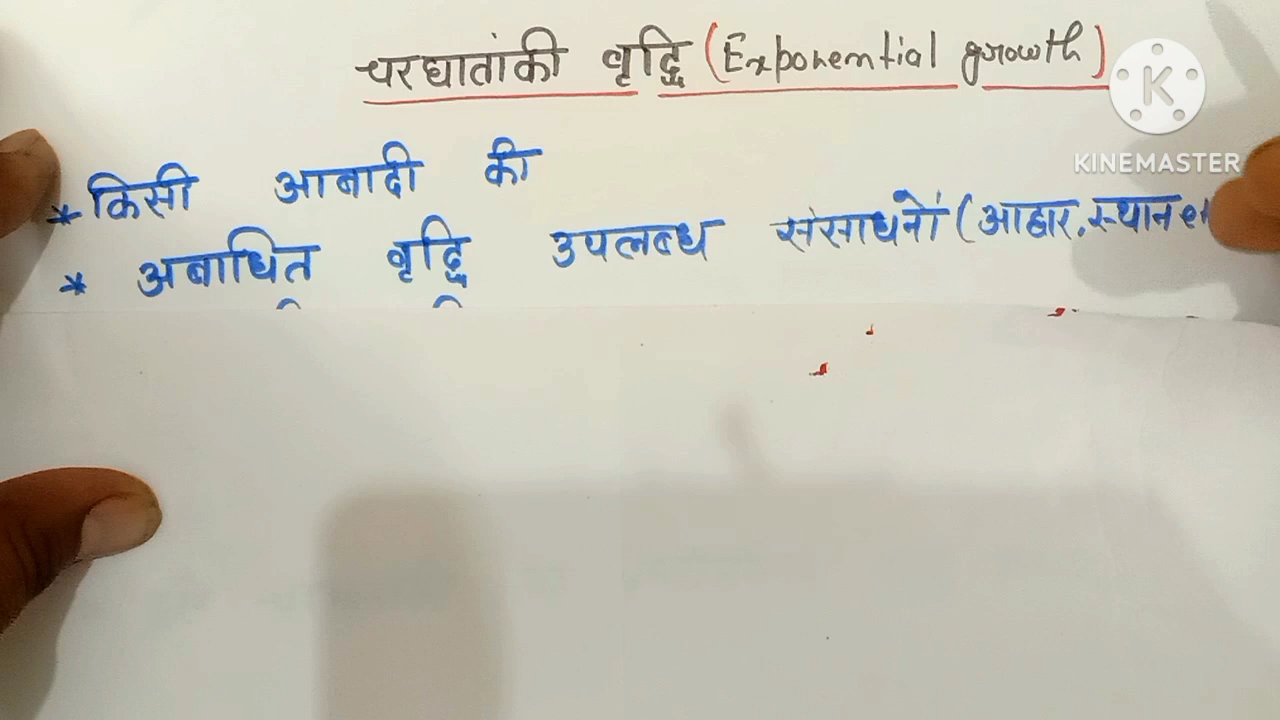 चरघातांकी वृद्धि (Exponential growth)
KINEMASTER
* किसी आबादी की
* अबाधित वृद्धि उपलब्ध संसाधनों (आहार, स्थान